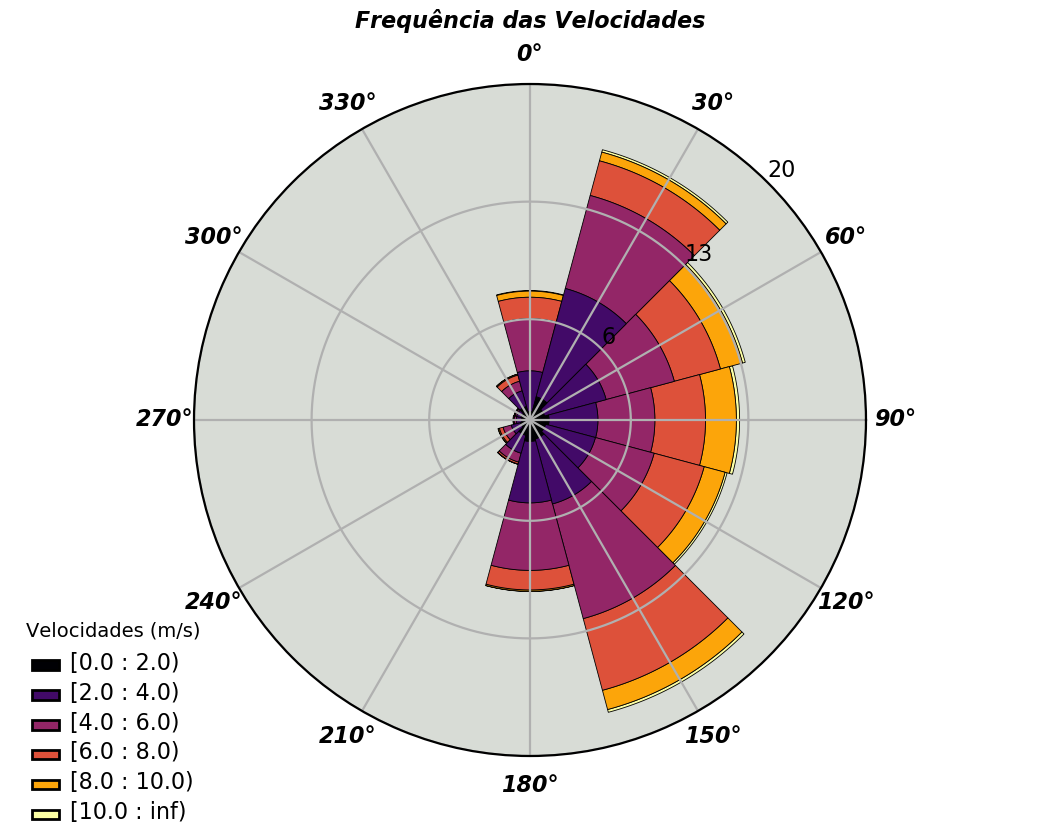 Frequência das Velocidades
0°
330°
30°
20
300°
60°
13
6
270°
90°
240°
120°
210°
150°
180°
Velocidades (m/s)
[0.0 : 2.0)
[2.0 : 4.0)
[4.0 : 6.0)
[6.0 : 8.0)
[8.0 : 10.0)
[10.0 : inf)